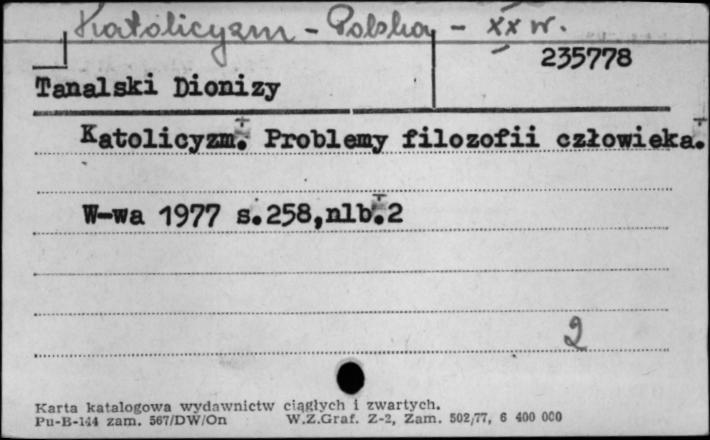 Katolicyzm - Polska - XX w.
235778
Tanalski Dionizy
Katolicyzm. Problemy filozofii człowieka.
W-wa 1977 s.258,nlb.2
2
Karta katalogowa wydawnictw ciągłych i zwartych.
Pu-B-144 zam. 567/DW/On W.Z.Graf. Z-2, Zam. 502/77, 6 400 000